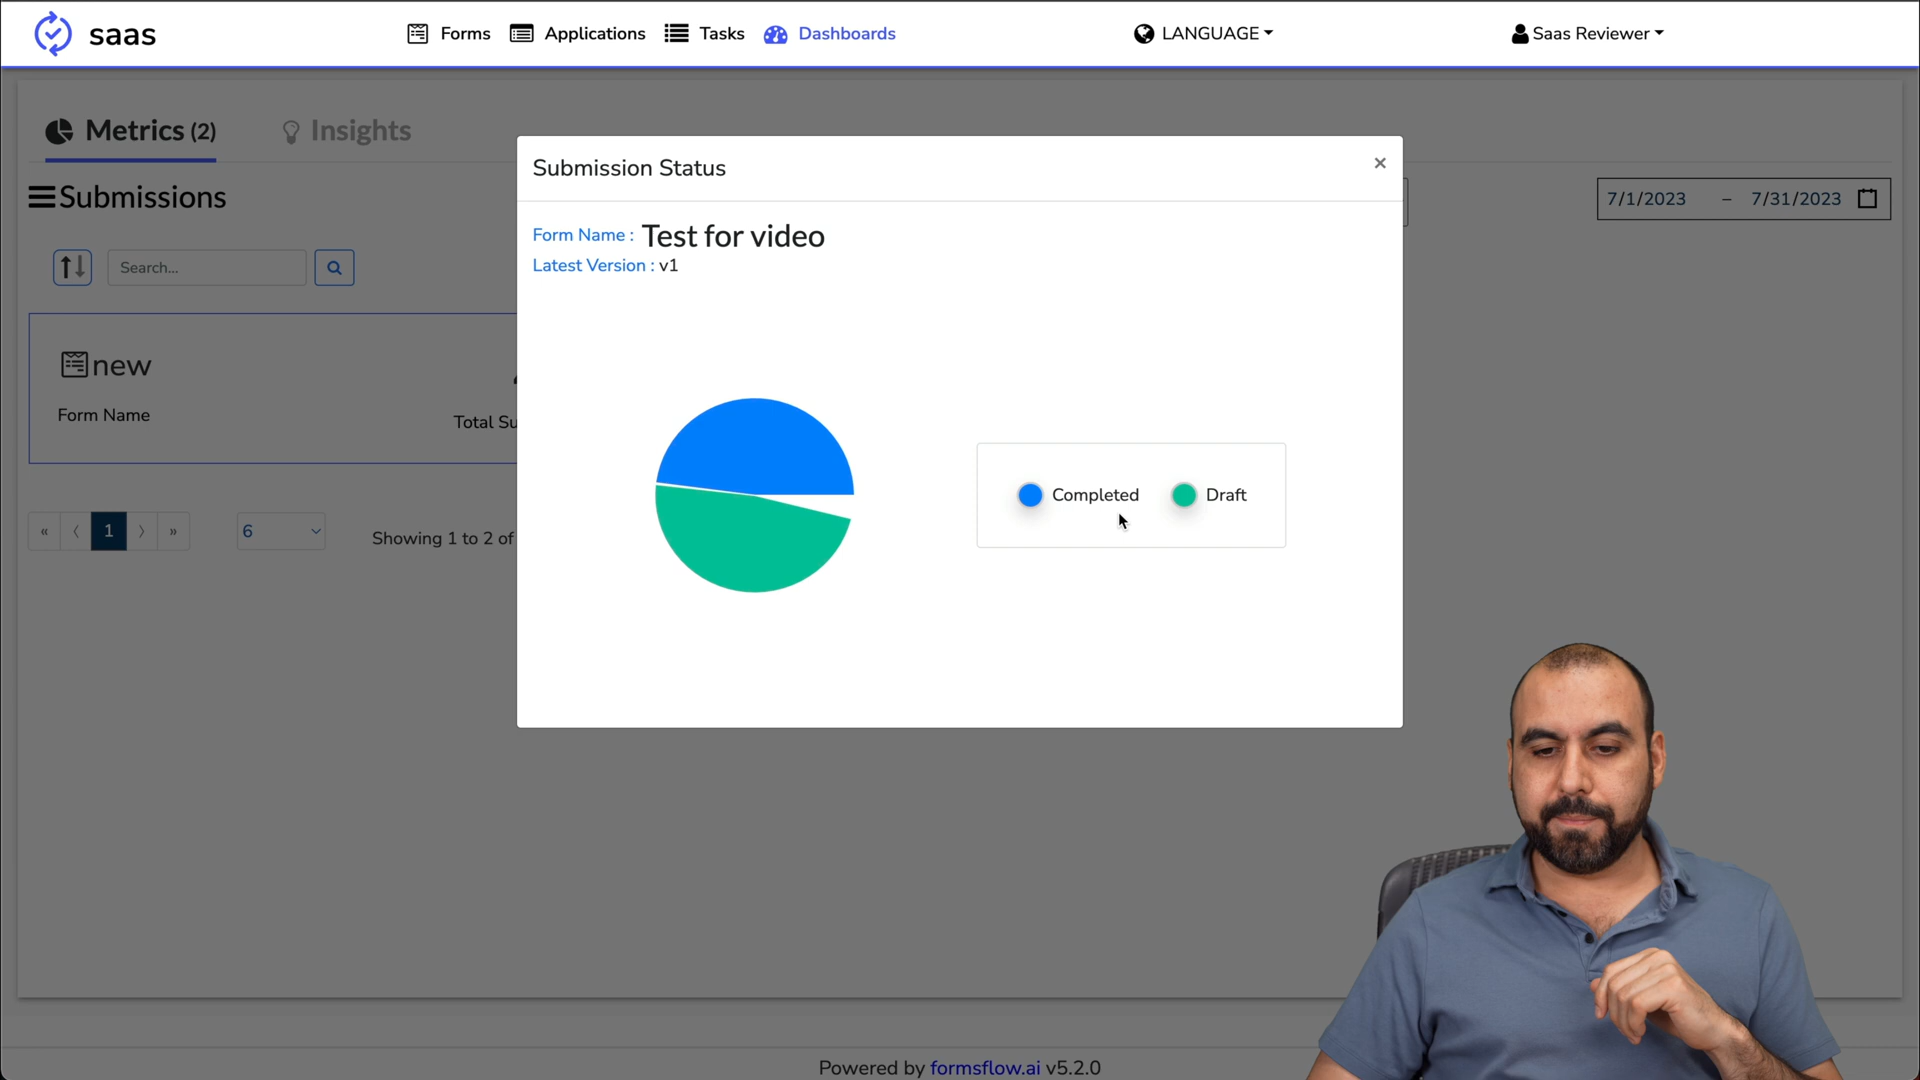 saas
Forms
Applications
Tasks
Dashboards
LANGUAGE
Saas Reviewer
Metrics (2)
Insights
Submissions
7/1/2023 – 7/31/2023
Search...
new
Form Name
Total Su
« ‹ 1 › »
6
Showing 1 to 2 of
Submission Status
×
Form Name : Test for video
Latest Version : v1
Completed
Draft
Powered by formsflow.ai v5.2.0